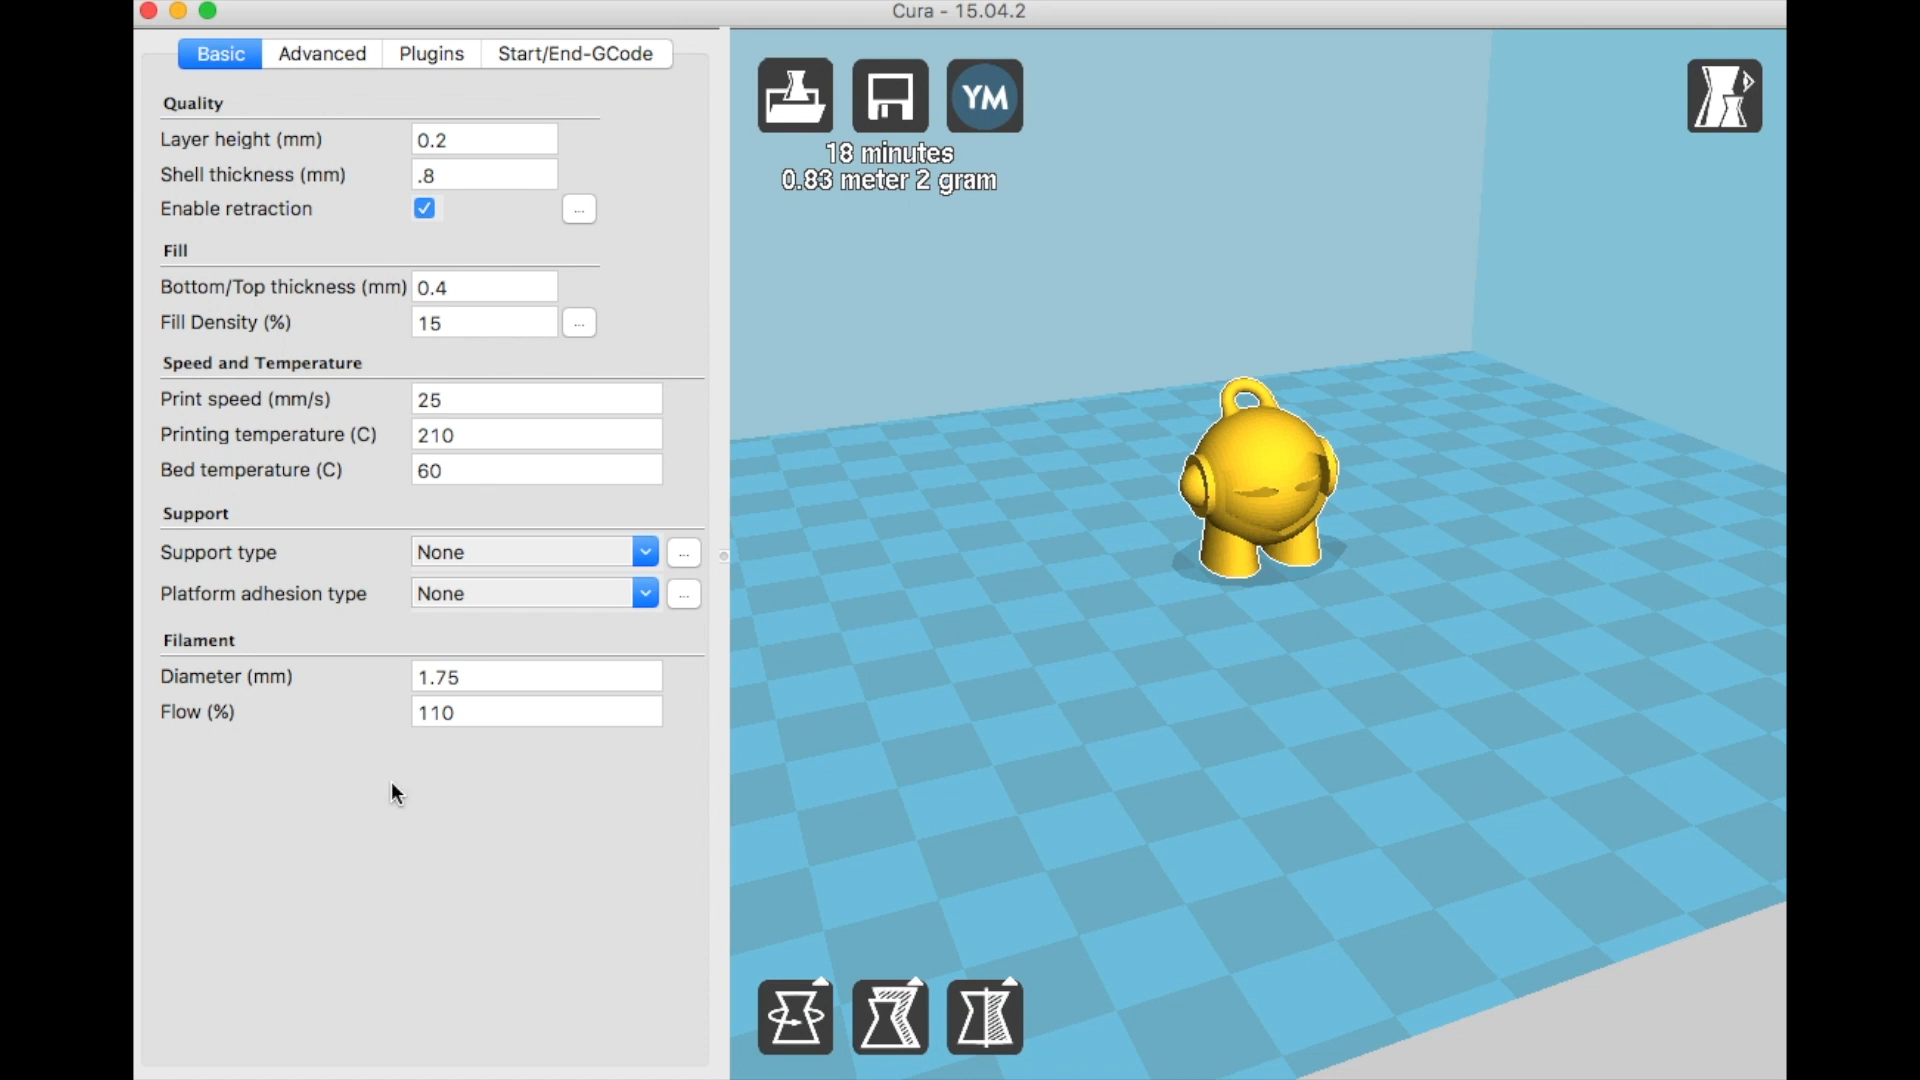 Cura - 15.04.2
Basic Advanced Plugins Start/End-GCode
Quality
Layer height (mm) 0.2
Shell thickness (mm) .8
Enable retraction ...
Fill
Bottom/Top thickness (mm) 0.4
Fill Density (%) 15 ...
Speed and Temperature
Print speed (mm/s) 25
Printing temperature (C) 210
Bed temperature (C) 60
Support
Support type None ...
Platform adhesion type None ...
Filament
Diameter (mm) 1.75
Flow (%) 110
YM
18 minutes
0.83 meter 2 gram